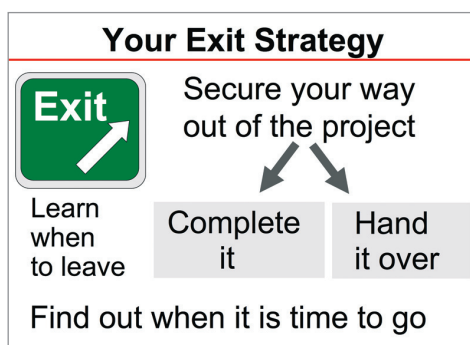 Your Exit Strategy
Exit
Secure your way
out of the project
Learn
when
to leave
Complete
it
Hand
it over
Find out when it is time to go